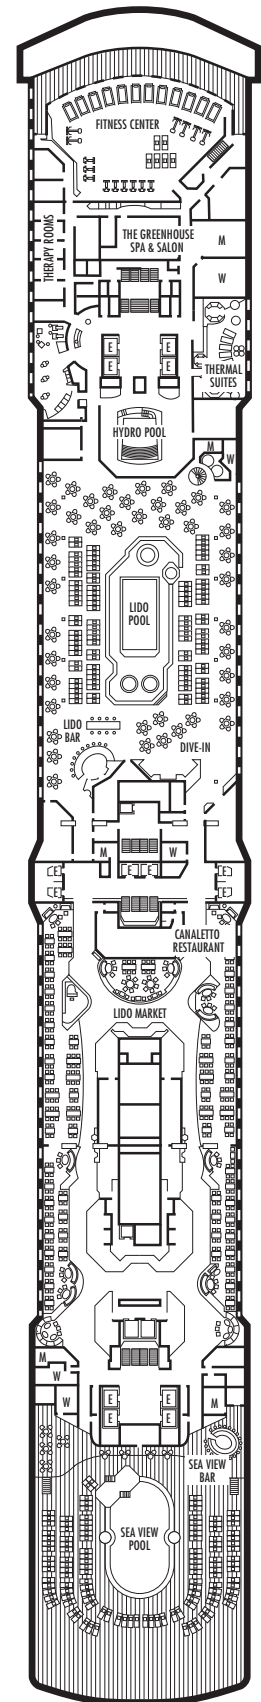 FITNESS CENTER
THERAPY ROOMS
THE GREENHOUSE
SPA & SALON
M
W
E
E
E
E
THERMAL
SUITES
HYDRO POOL
M
W
LIDO
POOL
LIDO
BAR
DIVE-IN
M
W
E
E
E
E
E
E
CANALETTO
RESTAURANT
LIDO MARKET
M
W
W
M
E
E
E
E
SEA VIEW
BAR
SEA VIEW
POOL